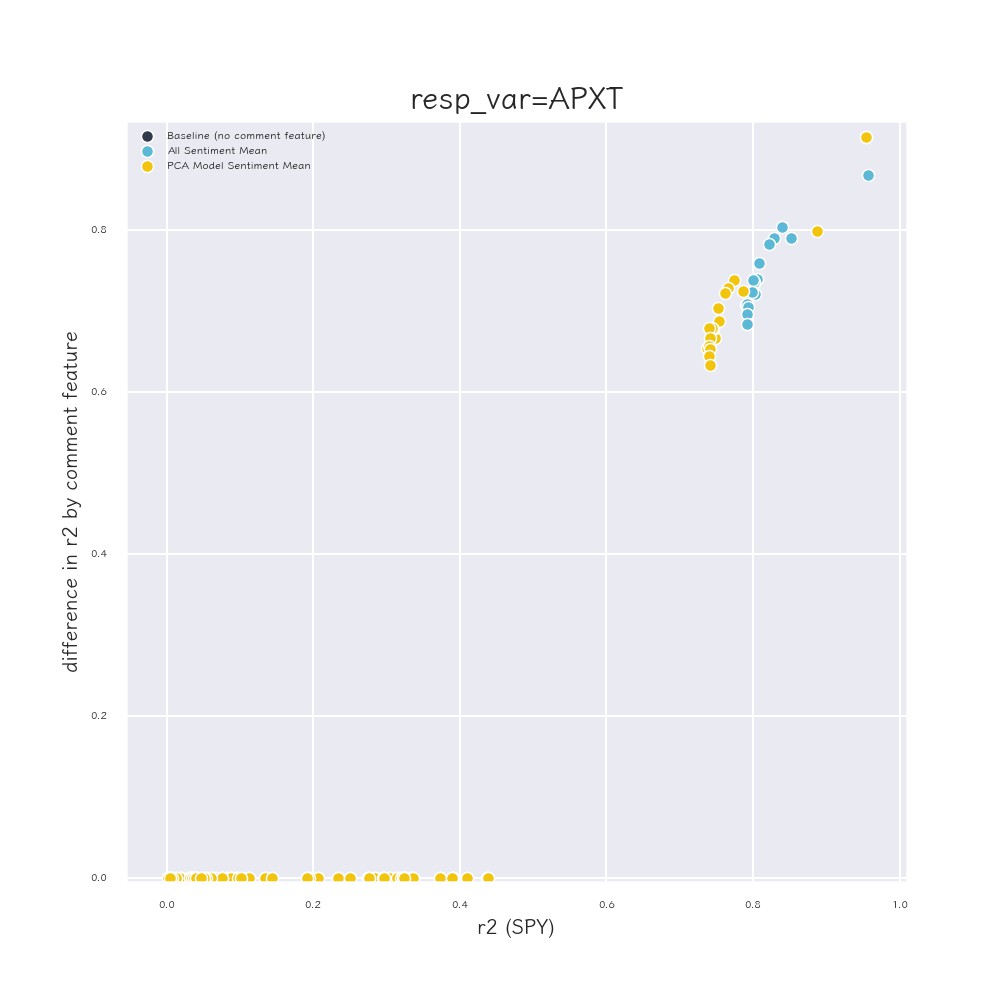 resp_var=APXT
Baseline (no comment feature)
All Sentiment Mean
PCA Model Sentiment Mean
difference in r2 by comment feature
0.8
0.6
0.4
0.2
0.0
0.0 0.2 0.4 0.6 0.8 1.0
r2 (SPY)